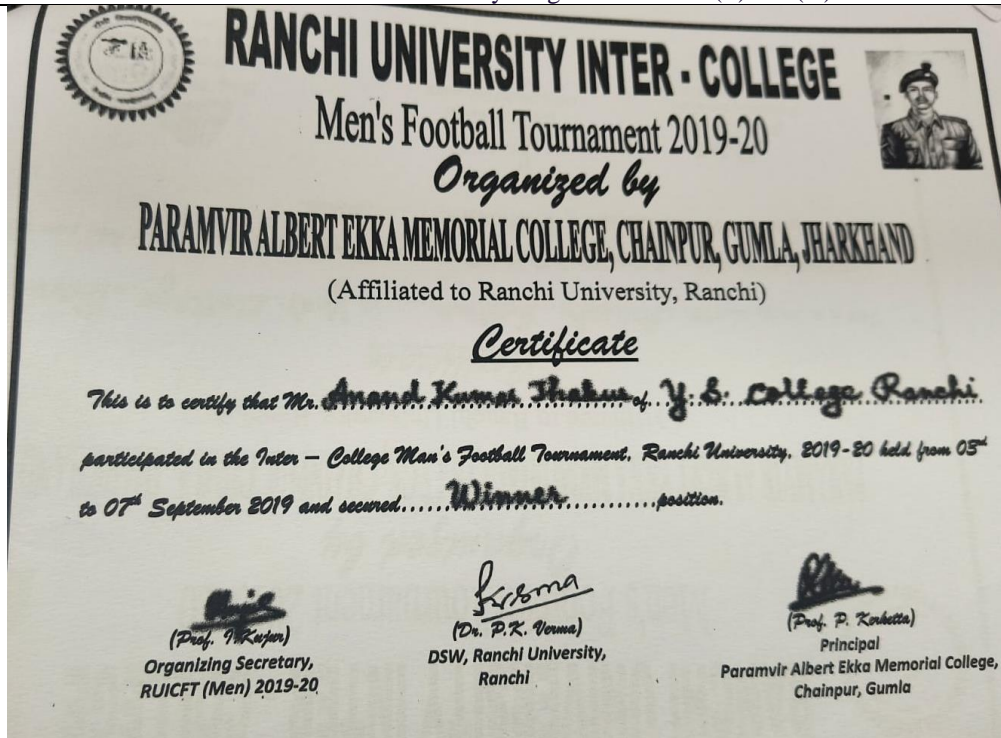 RANCHI UNIVERSITY INTER - COLLEGE
Men's Football Tournament 2019-20
Organized by
PARAMVIR ALBERT EKKA MEMORIAL COLLEGE, CHAINPUR, GUMLA, JHARKHAND
(Affiliated to Ranchi University, Ranchi)
Certificate
This is to certify that Mr. Anand Kumar Thakur of Y. S. College Ranchi
participated in the Inter – College Man's Football Tournament, Ranchi University, 2019-20 held from 03rd
to 07th September 2019 and secured......Winner............position.
(Prof. I. Kujur)
Organizing Secretary,
RUICFT (Men) 2019-20
(Dr. P.K. Verma)
DSW, Ranchi University,
Ranchi
(Prof. P. Kerketta)
Principal
Paramvir Albert Ekka Memorial College,
Chainpur, Gumla